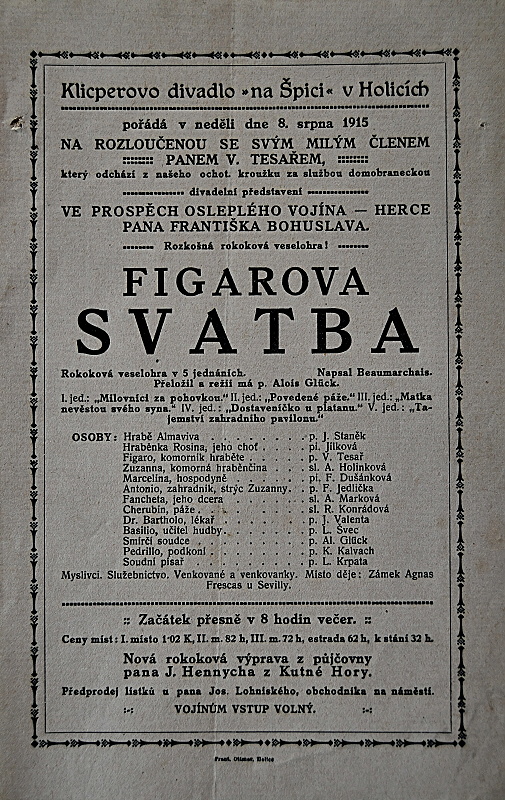 Klicperovo divadlo »na Špici« v Holicích
pořádá v neděli dne 8. srpna 1915
NA ROZLOUČENOU SE SVÝM MILÝM ČLENEM
PANEM V. TESAŘEM,
který odchází z našeho ochot. kroužku za službou domobraneckou
divadelní představení
VE PROSPĚCH OSLEPLÉHO VOJÍNA — HERCE
PANA FRANTIŠKA BOHUSLAVA.
Rozkošná rokoková veselohra!
FIGAROVA
SVATBA
Rokoková veselohra v 5 jednáních. Napsal Beaumarchais.
Přeložil a režii má p. Alois Glück.
I. jed.: „Milovníci za pohovkou." II. jed.: „Povedené páže." III. jed.: „Matka
nevěstou svého syna." IV. jed.: „Dostaveníčko u platanu." V. jed.: „Ta-
jemství zahradního pavilonu."
OSOBY: Hrabě Almaviva . . . . . . . . . p. J. Staněk
Hraběnka Rosina, jeho choť . . . . . pí. Jílková
Figaro, komorník hraběte . . . . . . p. V. Tesař
Zuzanna, komorná hraběnčina . . . . sl. A. Holinková
Marcelina, hospodyně . . . . . . . pí. F. Dušánková
Antonio, zahradník, strýc Zuzanny . . p. F. Jedlička
Fancheta, jeho dcera . . . . . . . sl. A. Marková
Cherubin, páže . . . . . . . . . sl. R. Konrádová
Dr. Bartholo, lékař . . . . . . . . p. J. Valenta
Basilio, učitel hudby . . . . . . . p. L. Švec
Smírčí soudce . . . . . . . . . p. Al. Glück
Pedrillo, podkoní . . . . . . . . p. K. Kalvach
Soudní písař . . . . . . . . . . p. L. Krpata
Myslivci. Služebnictvo. Venkované a venkovanky. Místo děje: Zámek Agnas
Frescas u Sevilly.
:: Začátek přesně v 8 hodin večer. ::
Ceny míst: I. místo 1·02 K, II. m. 82 h, III. m. 72 h, estrada 62 h, k stání 32 h.
Nová rokoková výprava z půjčovny
pana J. Hennycha z Kutné Hory.
Předprodej lístků u pana Jos. Lohniského, obchodníka na náměstí.
:-: VOJÍNŮM VSTUP VOLNÝ. :-:
Frant. Ottmar, Holice